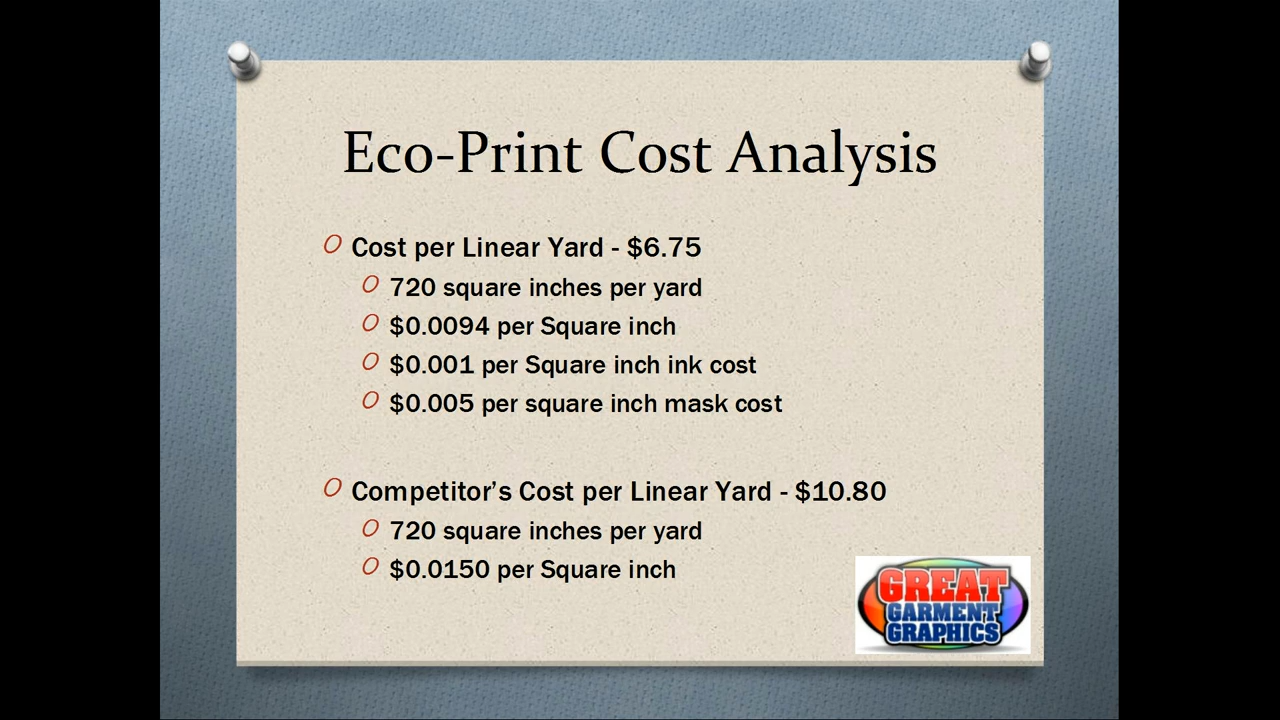 Eco-Print Cost Analysis
Cost per Linear Yard - $6.75
720 square inches per yard
$0.0094 per Square inch
$0.001 per Square inch ink cost
$0.005 per square inch mask cost
Competitor’s Cost per Linear Yard - $10.80
720 square inches per yard
$0.0150 per Square inch
GREAT
GARMENT
GRAPHICS